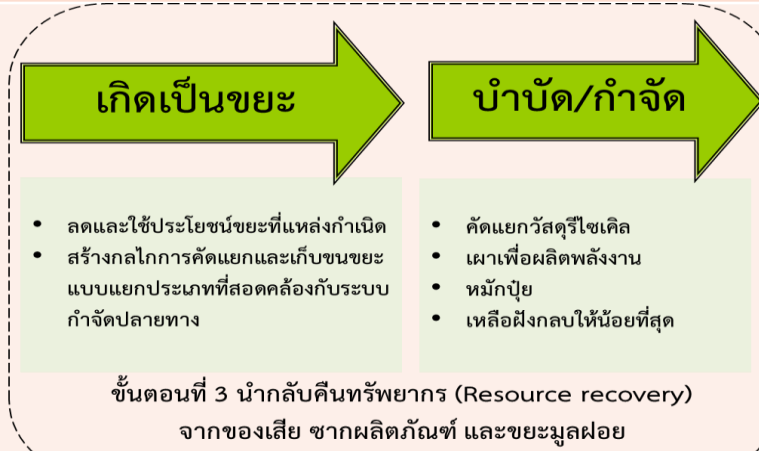 เกิดเป็นขยะ
บำบัด/กำจัด
• ลดและใช้ประโยชน์ขยะที่แหล่งกำเนิด
• สร้างกลไกการคัดแยกและเก็บขนขยะ
แบบแยกประเภทที่สอดคล้องกับระบบ
กำจัดปลายทาง
• คัดแยกวัสดุรีไซเคิล
• เผาเพื่อผลิตพลังงาน
• หมักปุ๋ย
• เหลือฝังกลบให้น้อยที่สุด
ขั้นตอนที่ 3 นำกลับคืนทรัพยากร (Resource recovery)
จากของเสีย ซากผลิตภัณฑ์ และขยะมูลฝอย